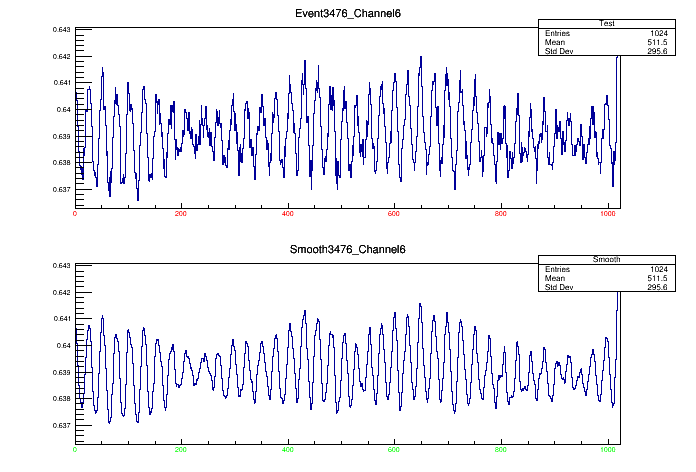 Event3476_Channel6
Test
Entries 1024
Mean 511.5
Std Dev 295.6
0.643
0.642
0.641
0.64
0.639
0.638
0.637
0 200 400 600 800 1000
Smooth3476_Channel6
Smooth
Entries 1024
Mean 511.5
Std Dev 295.6
0.643
0.642
0.641
0.64
0.639
0.638
0.637
0 200 400 600 800 1000